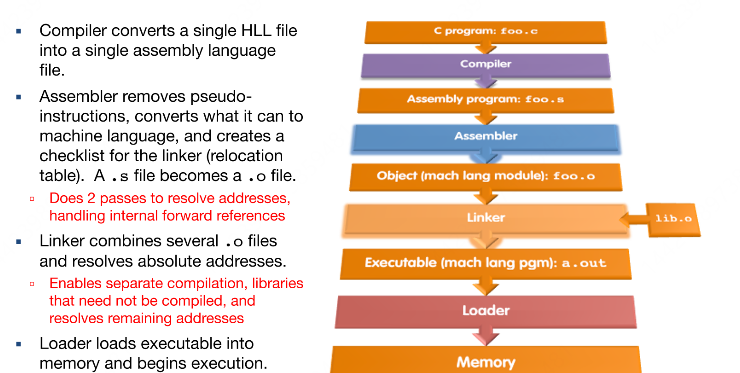 Compiler converts a single HLL file
into a single assembly language
file.
Assembler removes pseudo-
instructions, converts what it can to
machine language, and creates a
checklist for the linker (relocation
table). A .s file becomes a .o file.
Does 2 passes to resolve addresses,
handling internal forward references
Linker combines several .o files
and resolves absolute addresses.
Enables separate compilation, libraries
that need not be compiled, and
resolves remaining addresses
Loader loads executable into
memory and begins execution.
C program: foo.c
Compiler
Assembly program: foo.s
Assembler
Object (mach lang module): foo.o
Linker
lib.o
Executable (mach lang pgm): a.out
Loader
Memory